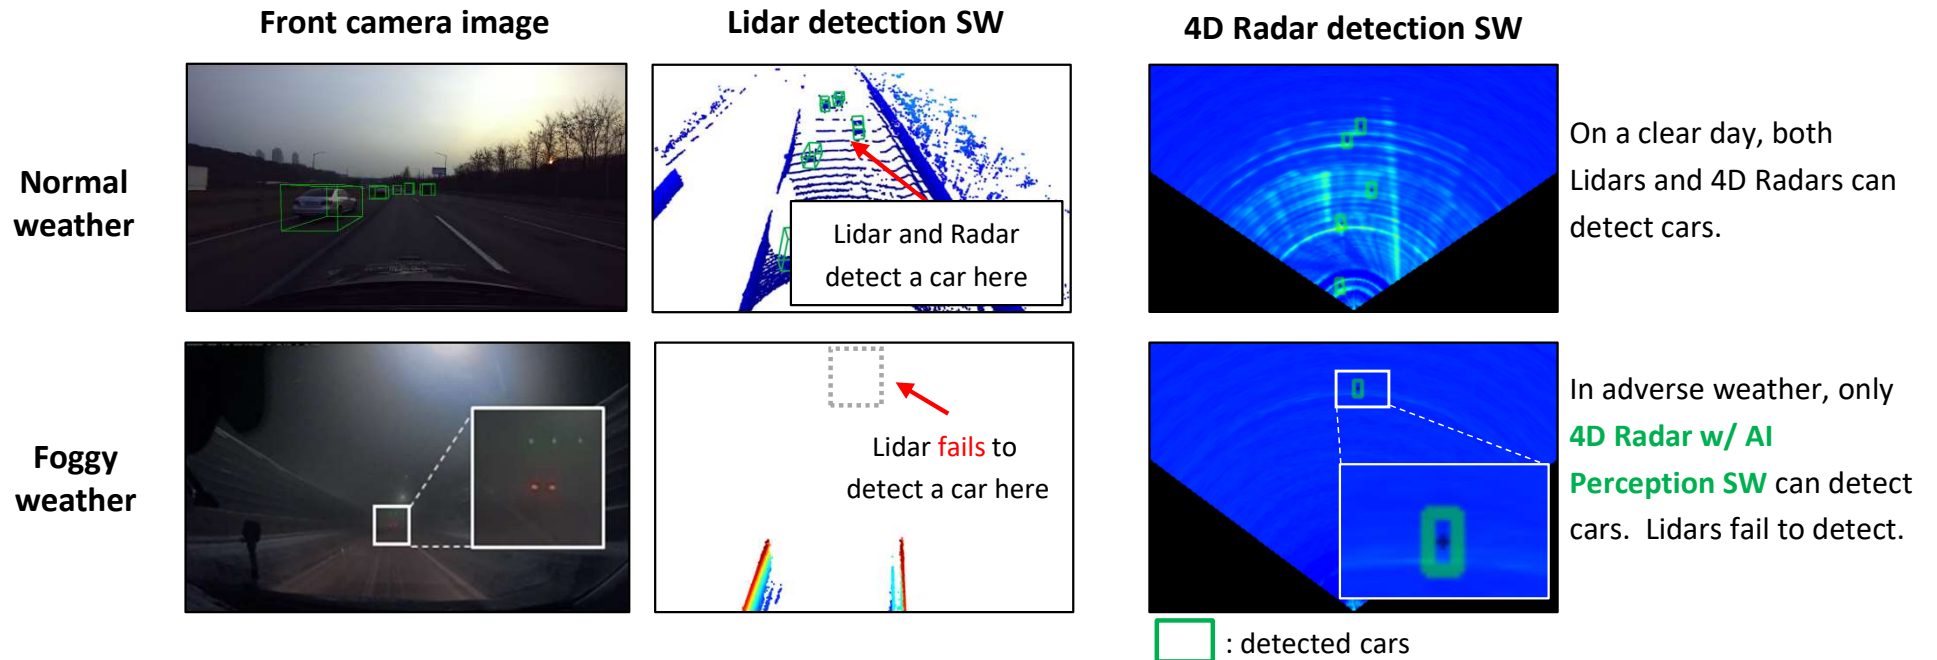 Front camera image
Lidar detection SW
4D Radar detection SW
Normal
weather
Lidar and Radar
detect a car here
On a clear day, both
Lidars and 4D Radars can
detect cars.
Foggy
weather
Lidar fails to
detect a car here
In adverse weather, only
4D Radar w/ AI
Perception SW can detect
cars.  Lidars fail to detect.
: detected cars